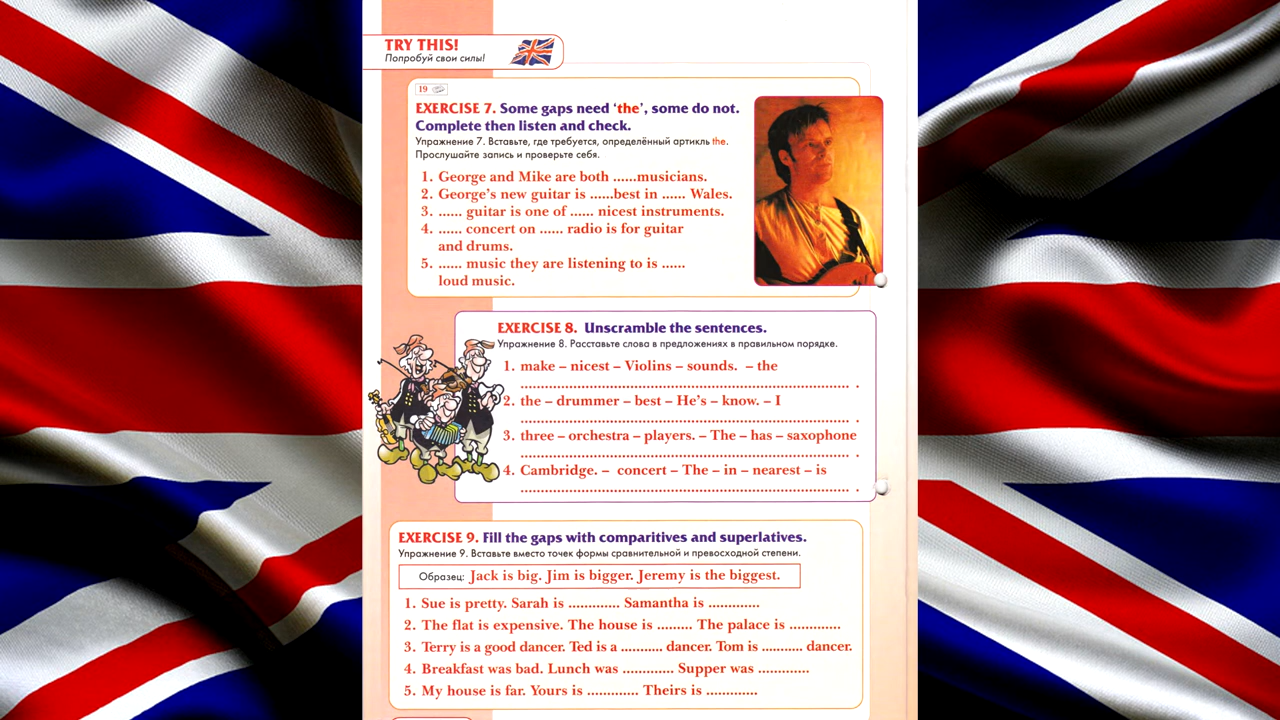 TRY THIS!
Попробуй свои силы!
19
EXERCISE 7. Some gaps need ‘the’, some do not.
Complete then listen and check.
Упражнение 7. Вставьте, где требуется, определённый артикль the.
Прослушайте запись и проверьте себя.
1. George and Mike are both ......musicians.
2. George’s new guitar is ......best in ...... Wales.
3. ...... guitar is one of ...... nicest instruments.
4. ...... concert on ...... radio is for guitar
and drums.
5. ...... music they are listening to is ......
loud music.
EXERCISE 8. Unscramble the sentences.
Упражнение 8. Расставьте слова в предложениях в правильном порядке.
1. make – nicest – Violins – sounds. – the
.................................................................................... .
2. the – drummer – best – He’s – know. – I
.................................................................................... .
3. three – orchestra – players. – The – has – saxophone
.................................................................................... .
4. Cambridge. – concert – The – in – nearest – is
.................................................................................... .
EXERCISE 9. Fill the gaps with comparitives and superlatives.
Упражнение 9. Вставьте вместо точек формы сравнительной и превосходной степени.
Образец: Jack is big. Jim is bigger. Jeremy is the biggest.
1. Sue is pretty. Sarah is ............. Samantha is .............
2. The flat is expensive. The house is ......... The palace is .............
3. Terry is a good dancer. Ted is a .......... dancer. Tom is .......... dancer.
4. Breakfast was bad. Lunch was ............. Supper was .............
5. My house is far. Yours is ............. Theirs is .............